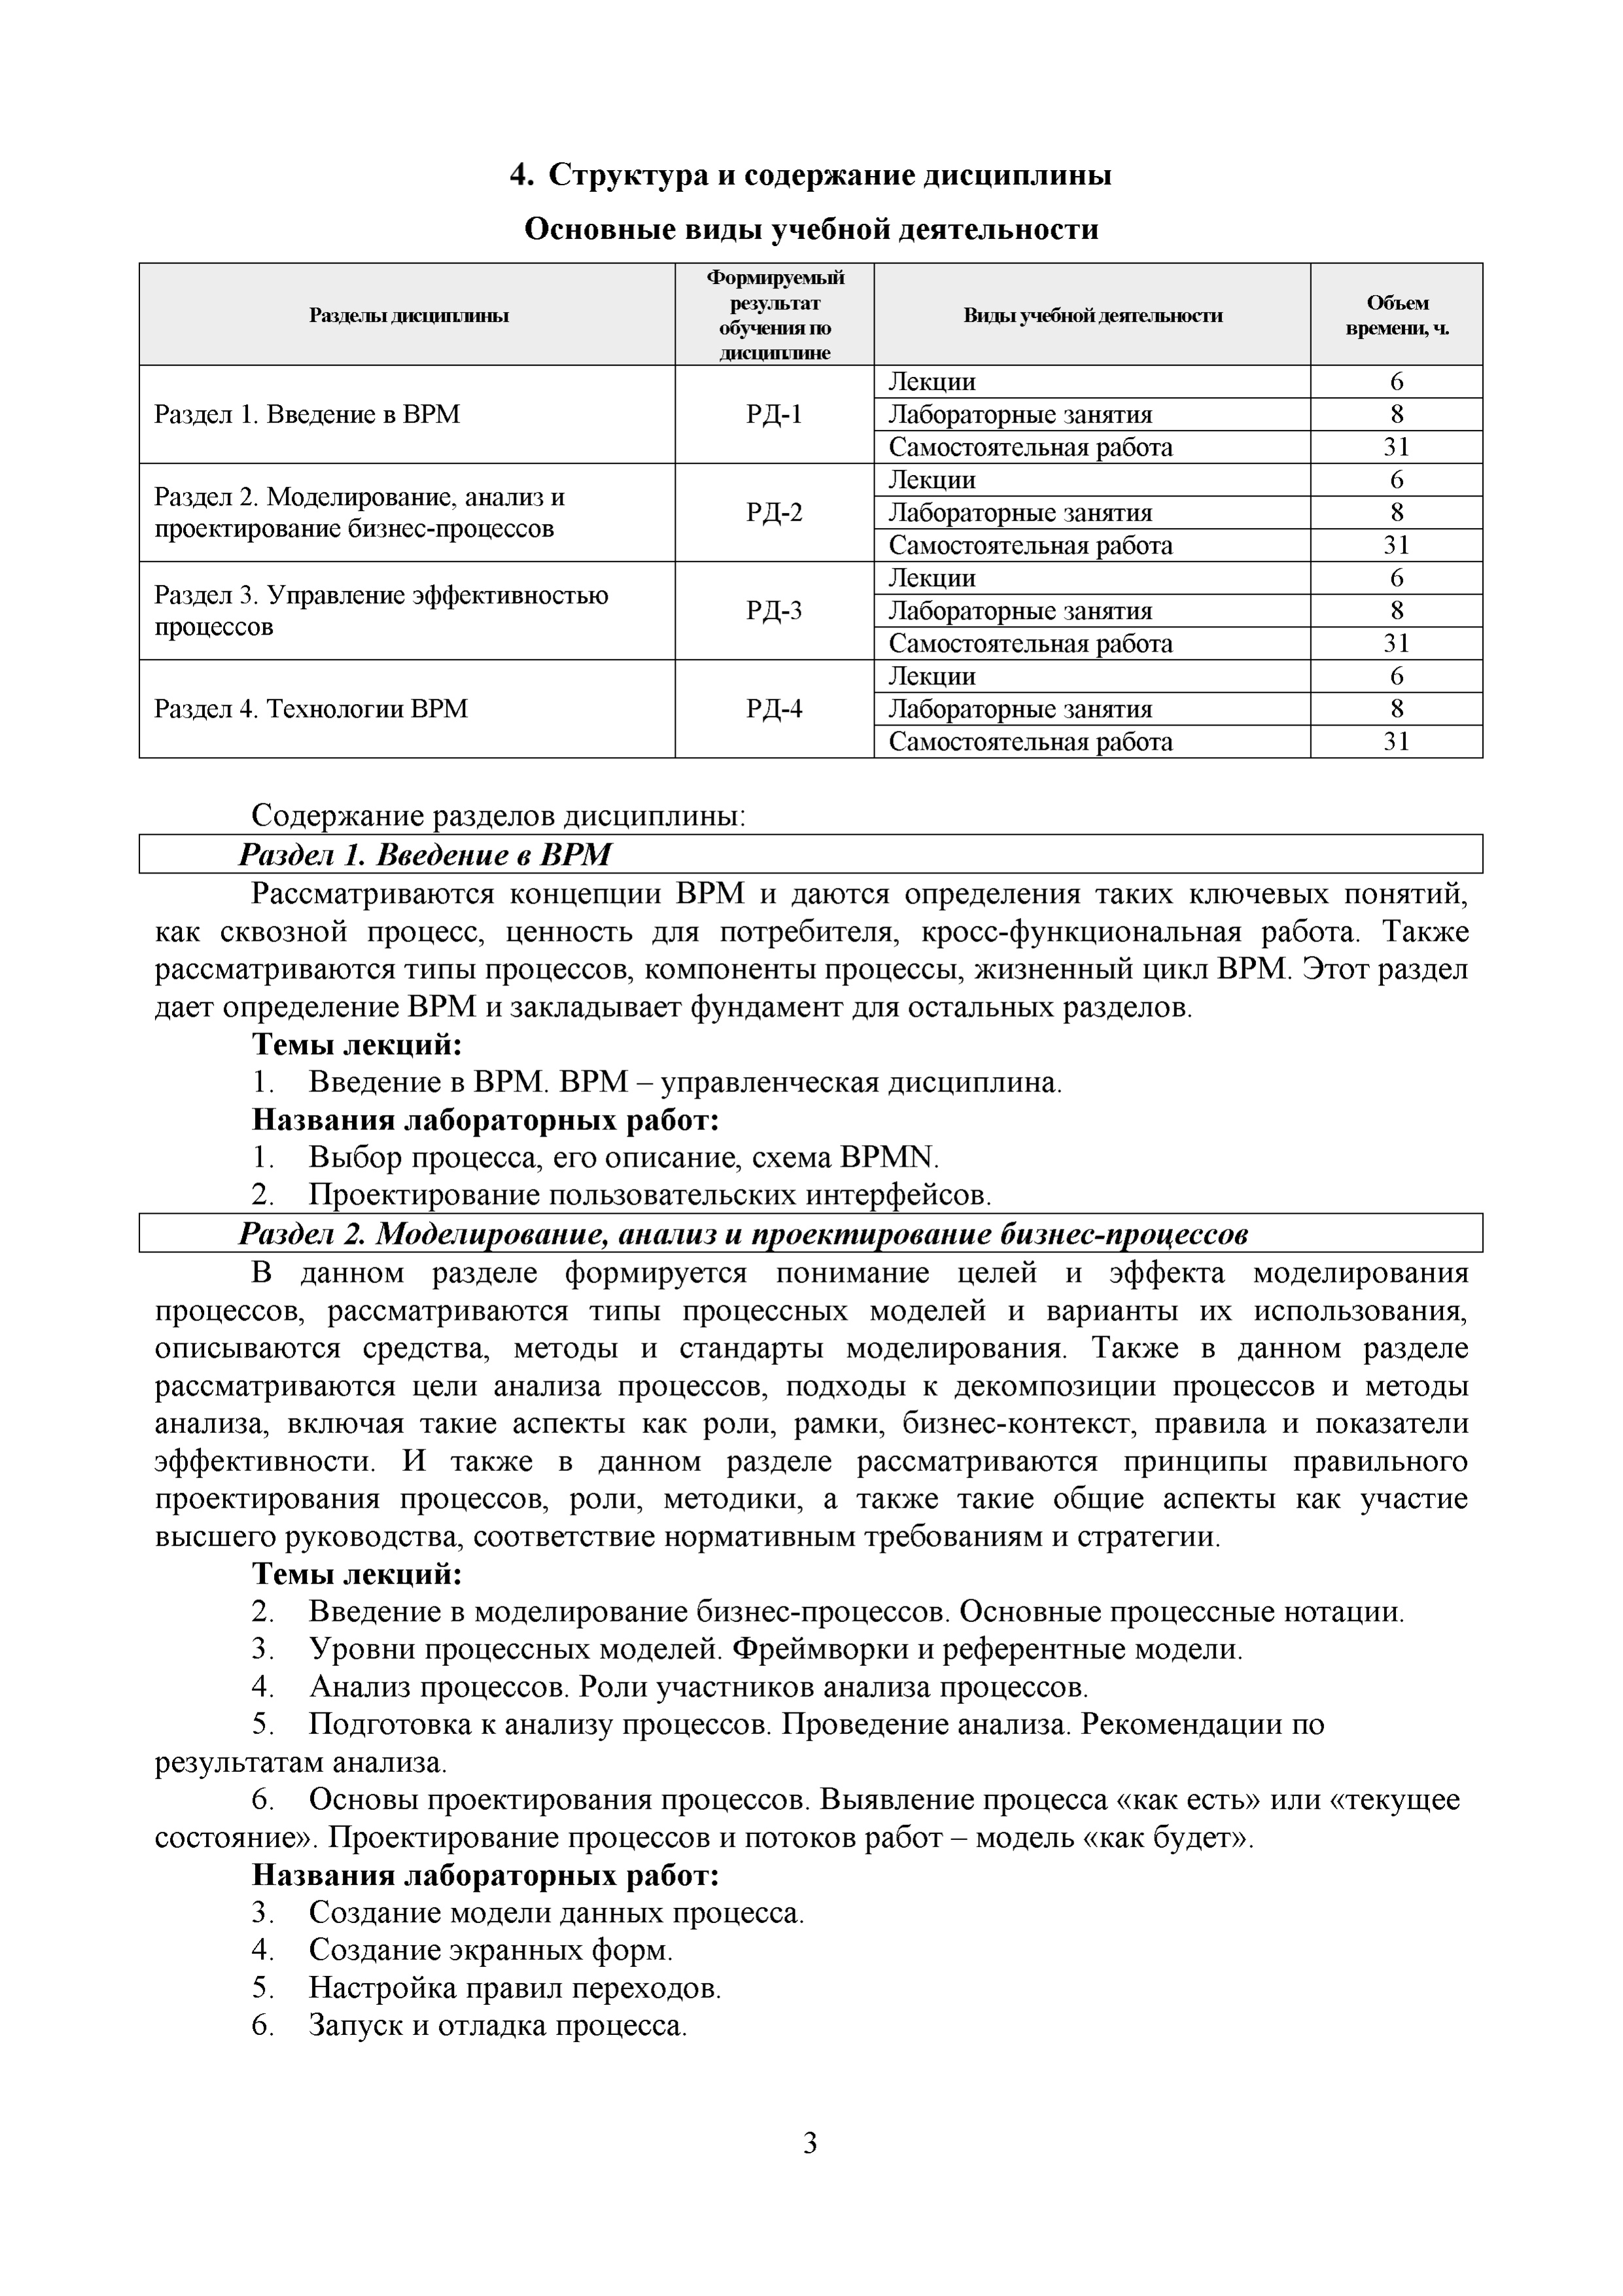 4. Структура и содержание дисциплины
Основные виды учебной деятельности
Разделы дисциплины
Формируемый
результат
обучения по
дисциплине
Виды учебной деятельности
Объем
времени, ч.
Раздел 1. Введение в BPM
РД-1
Лекции
6
Лабораторные занятия
8
Самостоятельная работа
31
Раздел 2. Моделирование, анализ и
проектирование бизнес-процессов
РД-2
Лекции
6
Лабораторные занятия
8
Самостоятельная работа
31
Раздел 3. Управление эффективностью
процессов
РД-3
Лекции
6
Лабораторные занятия
8
Самостоятельная работа
31
Раздел 4. Технологии BPM
РД-4
Лекции
6
Лабораторные занятия
8
Самостоятельная работа
31
Содержание разделов дисциплины:
Раздел 1. Введение в BPM
Рассматриваются концепции BPM и даются определения таких ключевых понятий,
как сквозной процесс, ценность для потребителя, кросс-функциональная работа. Также
рассматриваются типы процессов, компоненты процессы, жизненный цикл BPM. Этот раздел
дает определение BPM и закладывает фундамент для остальных разделов.
Темы лекций:
1. Введение в BPM. BPM – управленческая дисциплина.
Названия лабораторных работ:
1. Выбор процесса, его описание, схема BPMN.
2. Проектирование пользовательских интерфейсов.
Раздел 2. Моделирование, анализ и проектирование бизнес-процессов
В данном разделе формируется понимание целей и эффекта моделирования
процессов, рассматриваются типы процессных моделей и варианты их использования,
описываются средства, методы и стандарты моделирования. Также в данном разделе
рассматриваются цели анализа процессов, подходы к декомпозиции процессов и методы
анализа, включая такие аспекты как роли, рамки, бизнес-контекст, правила и показатели
эффективности. И также в данном разделе рассматриваются принципы правильного
проектирования процессов, роли, методики, а также такие общие аспекты как участие
высшего руководства, соответствие нормативным требованиям и стратегии.
Темы лекций:
2. Введение в моделирование бизнес-процессов. Основные процессные нотации.
3. Уровни процессных моделей. Фреймворки и референтные модели.
4. Анализ процессов. Роли участников анализа процессов.
5. Подготовка к анализу процессов. Проведение анализа. Рекомендации по
результатам анализа.
6. Основы проектирования процессов. Выявление процесса «как есть» или «текущее
состояние». Проектирование процессов и потоков работ – модель «как будет».
Названия лабораторных работ:
3. Создание модели данных процесса.
4. Создание экранных форм.
5. Настройка правил переходов.
6. Запуск и отладка процесса.
3